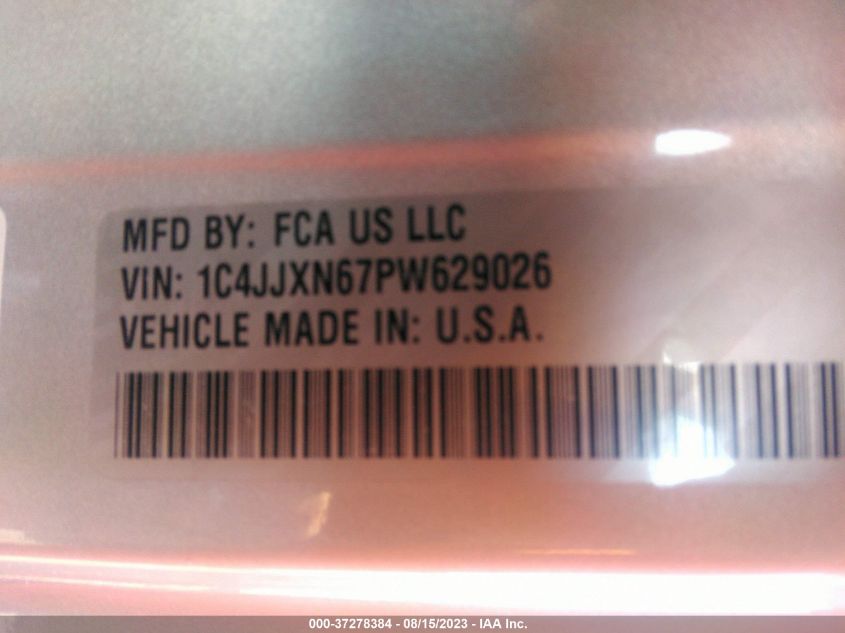 MFD BY: FCA US LLC
VIN: 1C4JJXN67PW629026
VEHICLE MADE IN: U.S.A.
000-37278384 - 08/15/2023 - IAA Inc.